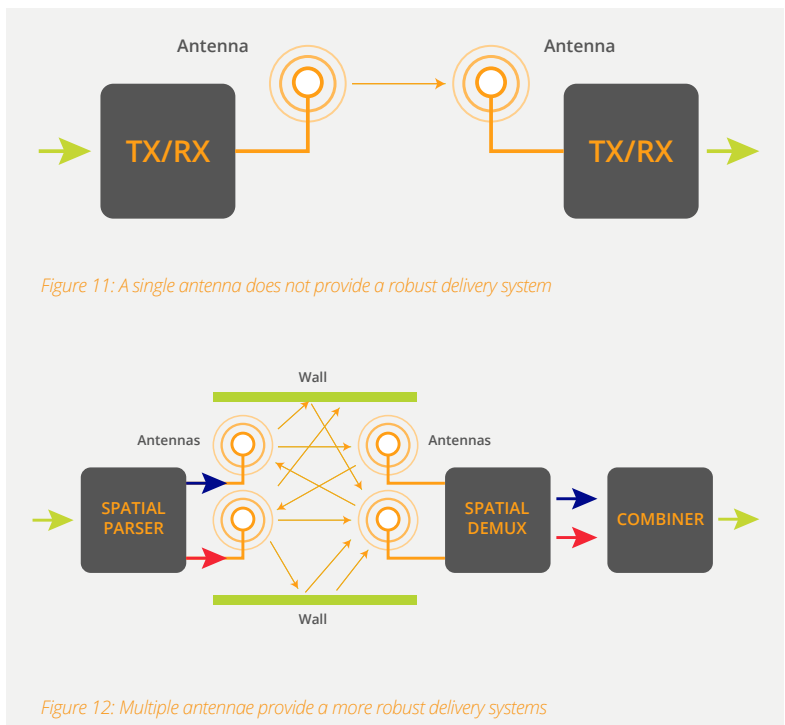 Antenna
Antenna
TX/RX
TX/RX
Figure 11: A single antenna does not provide a robust delivery system
Wall
Antennas
Antennas
SPATIAL
PARSER
SPATIAL
DEMUX
COMBINER
Wall
Figure 12: Multiple antennae provide a more robust delivery systems